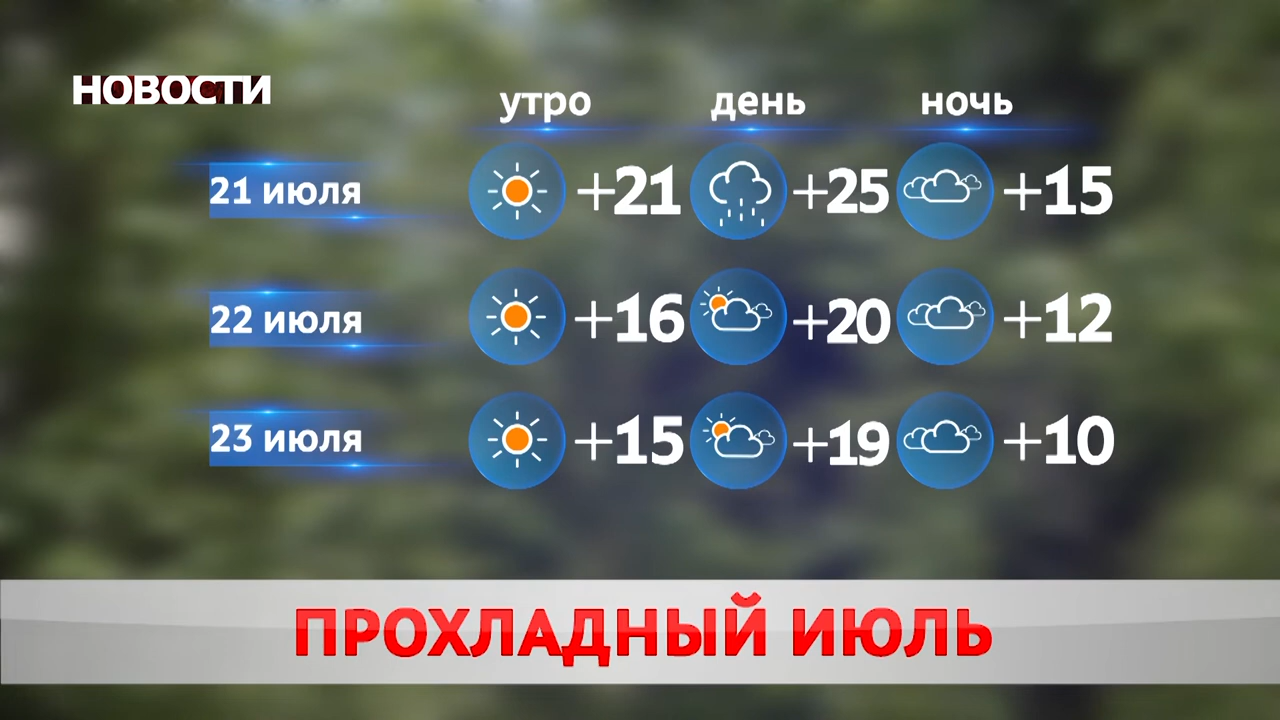 НОВОСТИ
утро день ночь
21 июля +21 +25 +15
22 июля +16 +20 +12
23 июля +15 +19 +10
ПРОХЛАДНЫЙ ИЮЛЬ